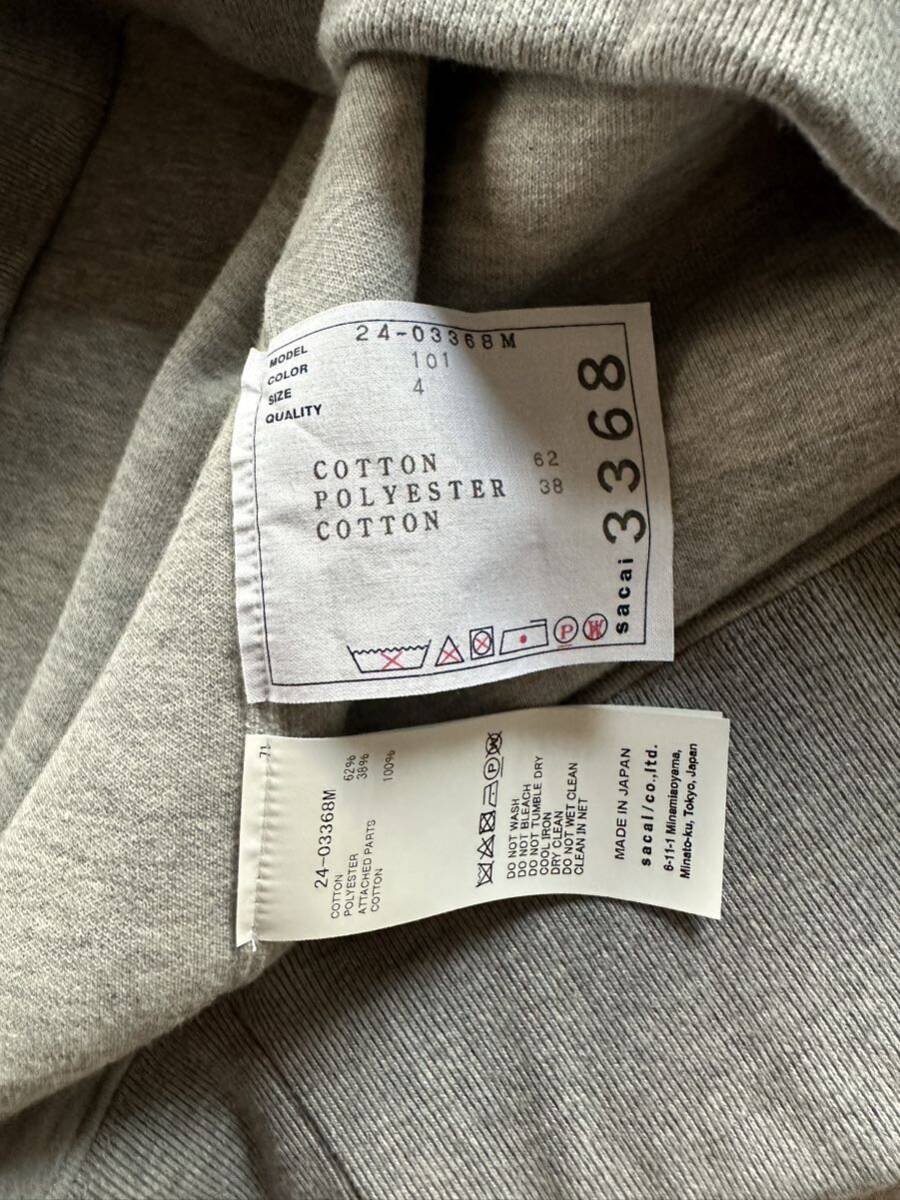 MODEL 24-03368M
COLOR 101
SIZE 4
QUALITY
COTTON 62
POLYESTER 38
COTTON
sacai 3368
P
W
71
24-03368M
COTTON 62%
POLYESTER 38%
ATTACHED PARTS
COTTON 100%
P W
DO NOT WASH
DO NOT BLEACH
DO NOT TUMBLE DRY
COOL IRON
DRY CLEAN
DO NOT WET CLEAN
CLEAN IN NET
MADE IN JAPAN
sacai/co.,ltd.
6-11-1 Minamiaoyama,
Minato-ku, Tokyo, Japan